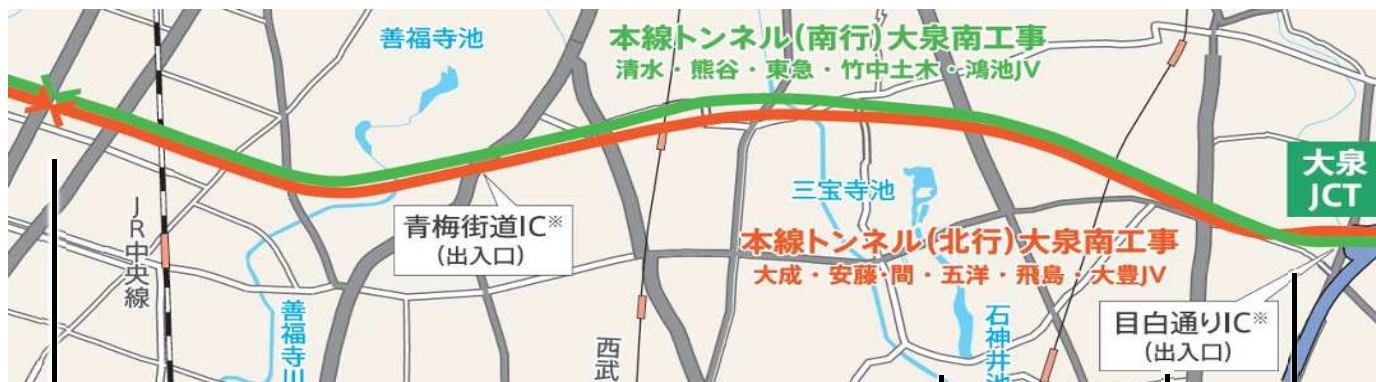 善福寺池
本線トンネル(南行)大泉南工事
清水・熊谷・東急・竹中土木・鴻池JV
大泉
JCT
三宝寺池
JR中央線
青梅街道IC※
(出入口)
本線トンネル(北行)大泉南工事
大成・安藤・間・五洋・飛島・大豊JV
善福寺川
西武
石神井池
目白通りIC※
(出入口)